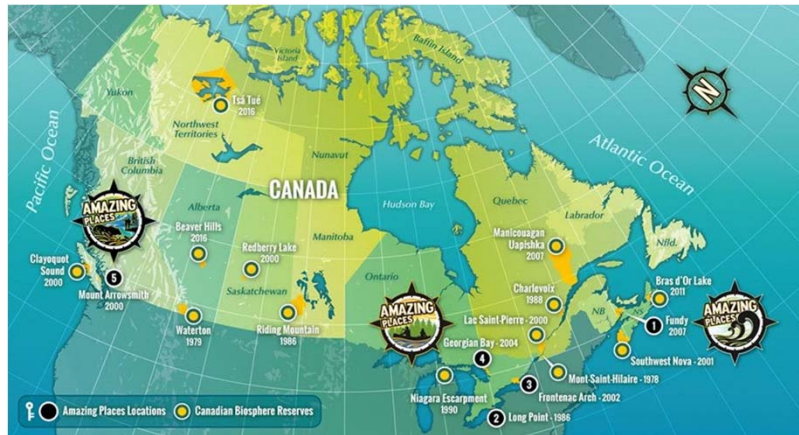 Victoria
Island
Baffin Island
Yukon
Tsá Tué
2016
N
Northwest
Territories
Atlantic Ocean
Pacific Ocean
Nunavut
British
Columbia
CANADA
Hudson Bay
Quebec
Labrador
Alberta
AMAZING
PLACES
Beaver Hills
2016
Redberry Lake
2000
Manitoba
Manicouagan
Uapishka
2007
Nfld.
Clayoquot
Sound
2000
5
Mount Arrowsmith
2000
Saskatchewan
Ontario
Charlevoix
1988
Bras d'Or Lake
2011
Waterton
1979
Riding Mountain
1986
AMAZING
PLACES
Lac Saint-Pierre - 2000
NB
NS
1
Fundy
2007
AMAZING
PLACES
Georgian Bay - 2004
4
Southwest Nova - 2001
Mont-Saint-Hilaire - 1978
Niagara Escarpment
1990
3
Frontenac Arch - 2002
2
Long Point - 1986
Amazing Places Locations
Canadian Biosphere Reserves